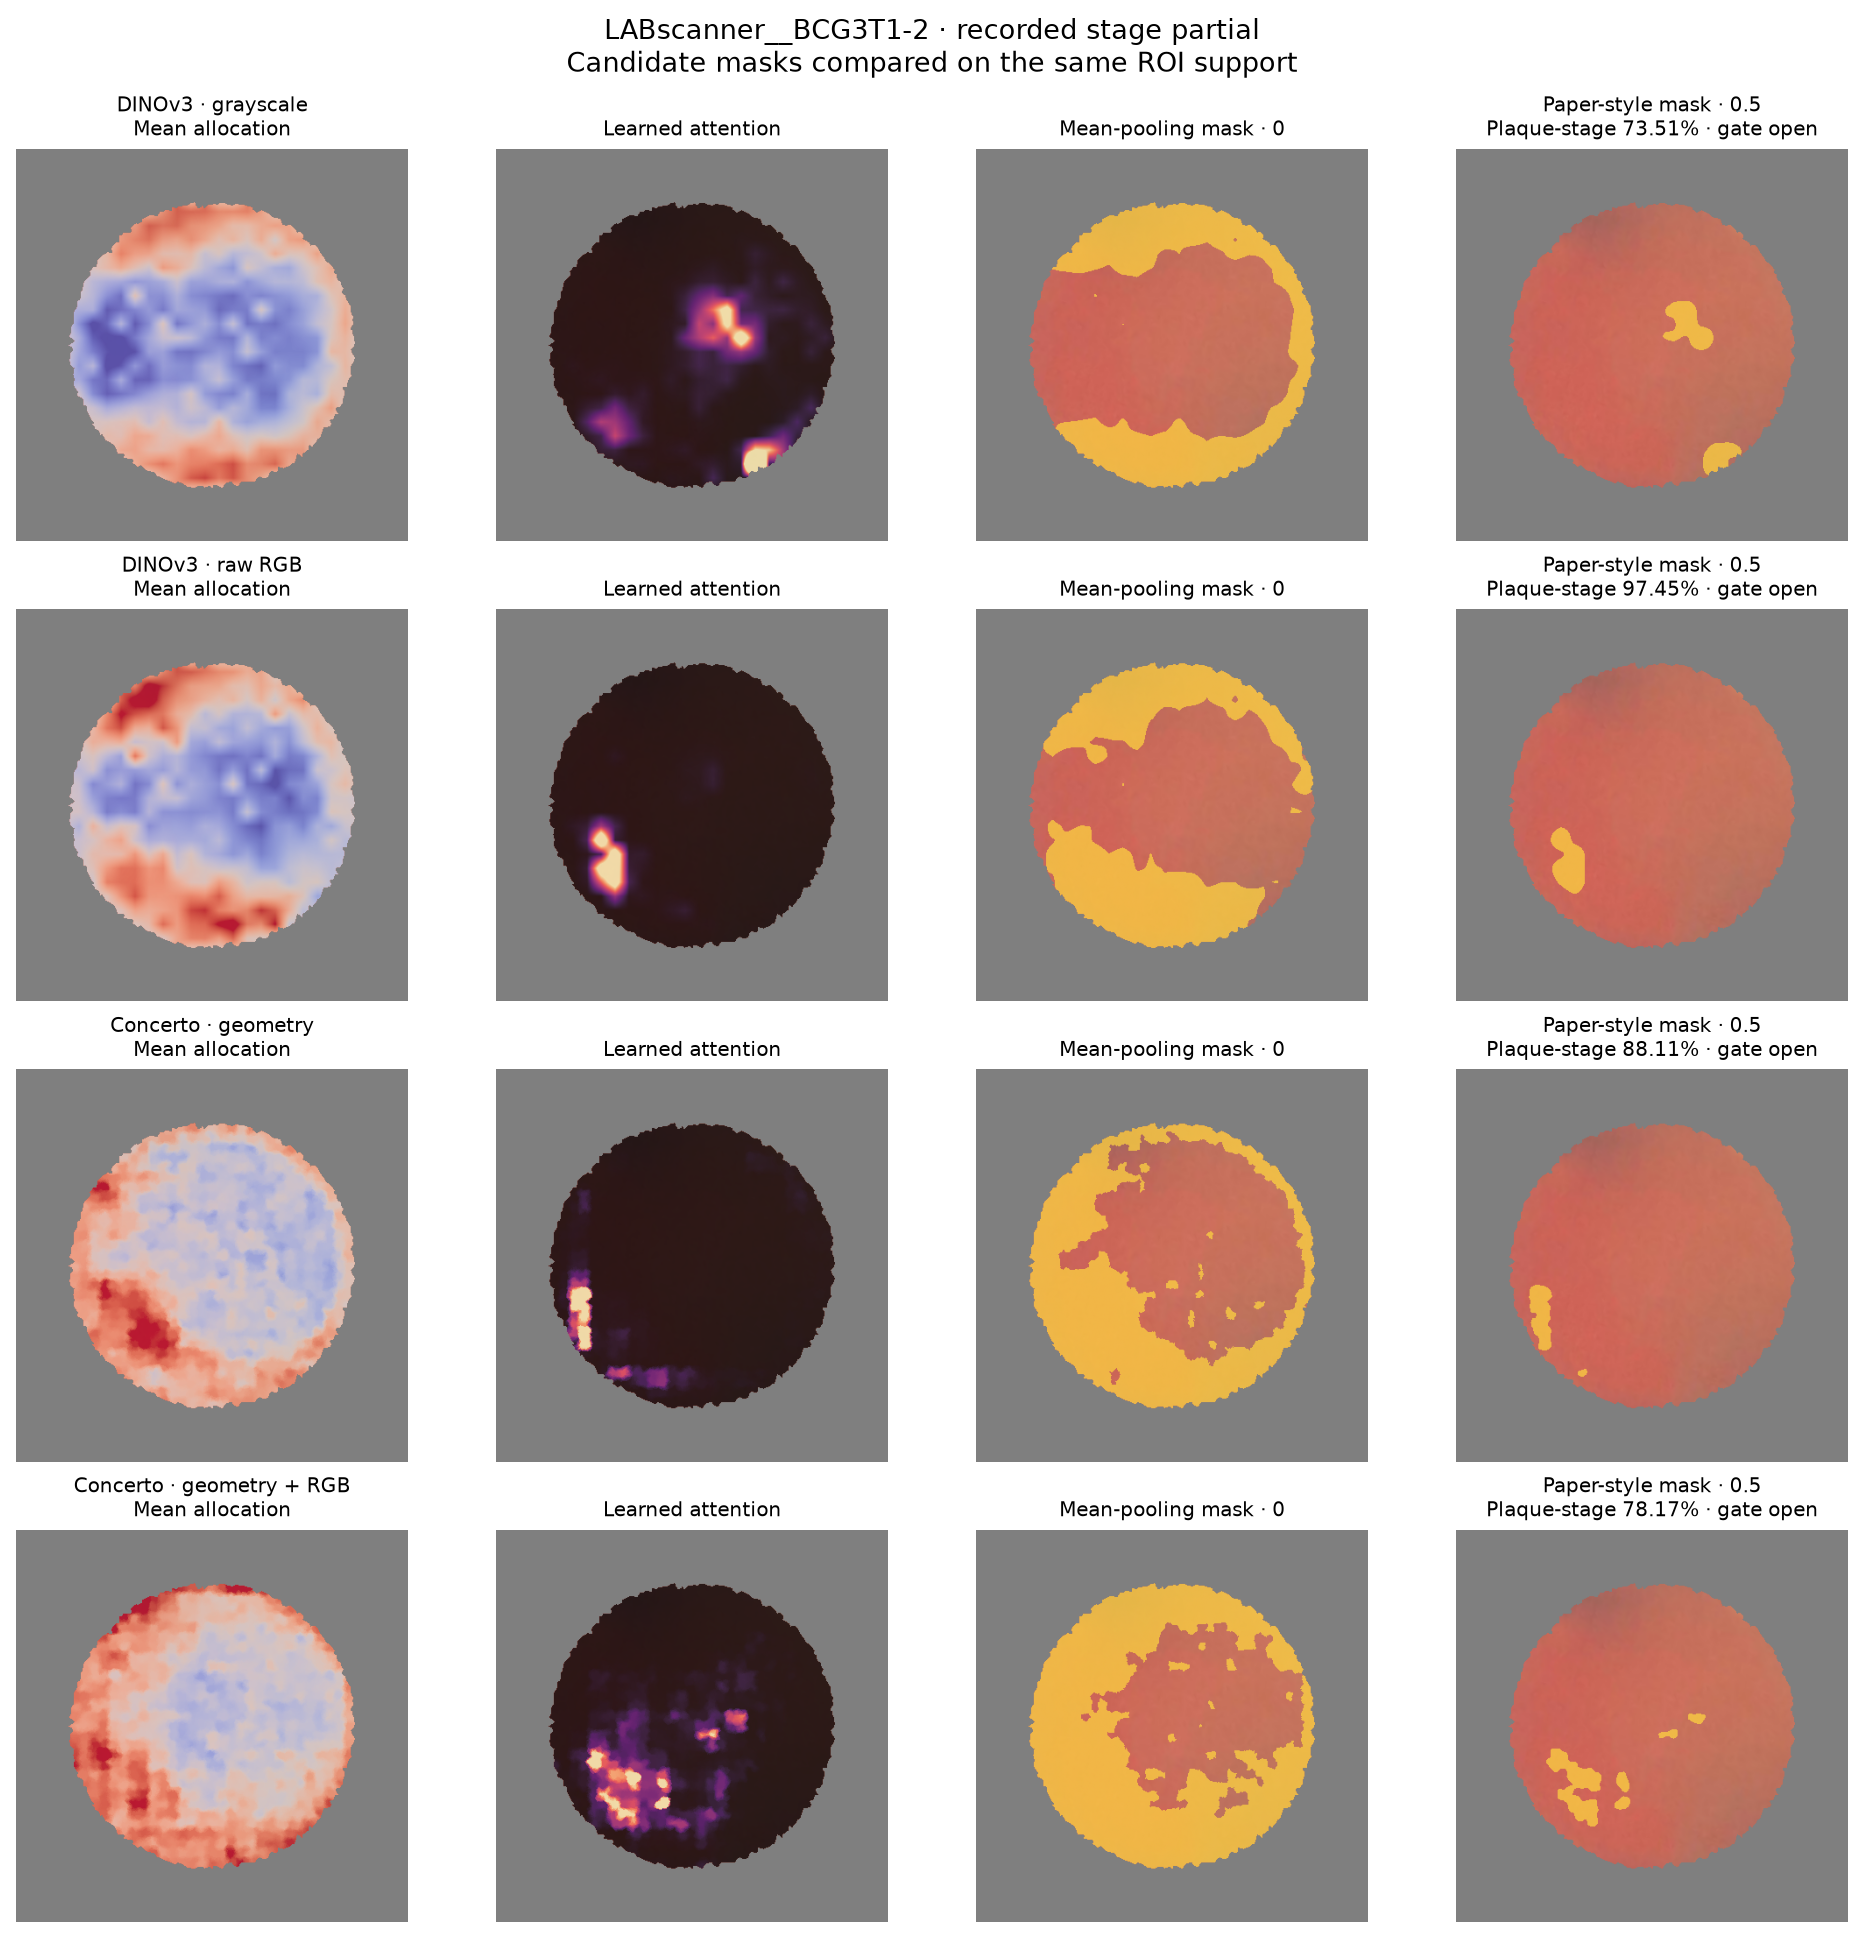 LABscanner__BCG3T1-2 · recorded stage partial
Candidate masks compared on the same ROI support
DINOv3 · grayscale
Mean allocation
Learned attention
Mean-pooling mask · 0
Paper-style mask · 0.5
Plaque-stage 73.51% · gate open
DINOv3 · raw RGB
Mean allocation
Learned attention
Mean-pooling mask · 0
Paper-style mask · 0.5
Plaque-stage 97.45% · gate open
Concerto · geometry
Mean allocation
Learned attention
Mean-pooling mask · 0
Paper-style mask · 0.5
Plaque-stage 88.11% · gate open
Concerto · geometry + RGB
Mean allocation
Learned attention
Mean-pooling mask · 0
Paper-style mask · 0.5
Plaque-stage 78.17% · gate open